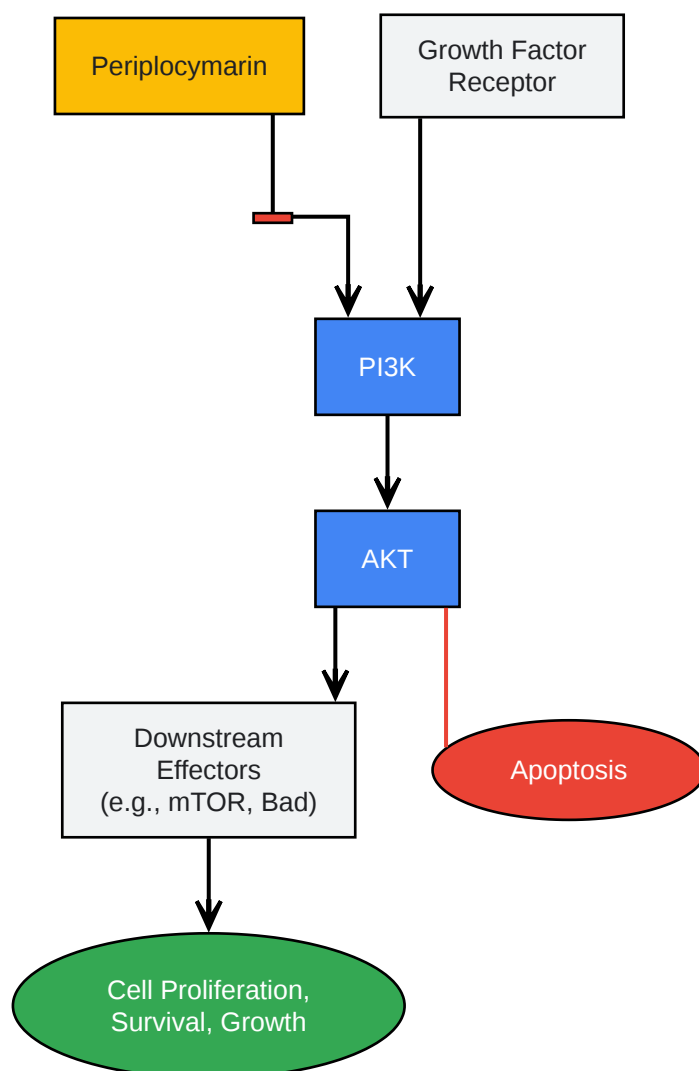 Periplocymarin
Growth Factor
Receptor
PI3K
AKT
Downstream
Effectors
(e.g., mTOR, Bad)
Apoptosis
Cell Proliferation,
Survival, Growth